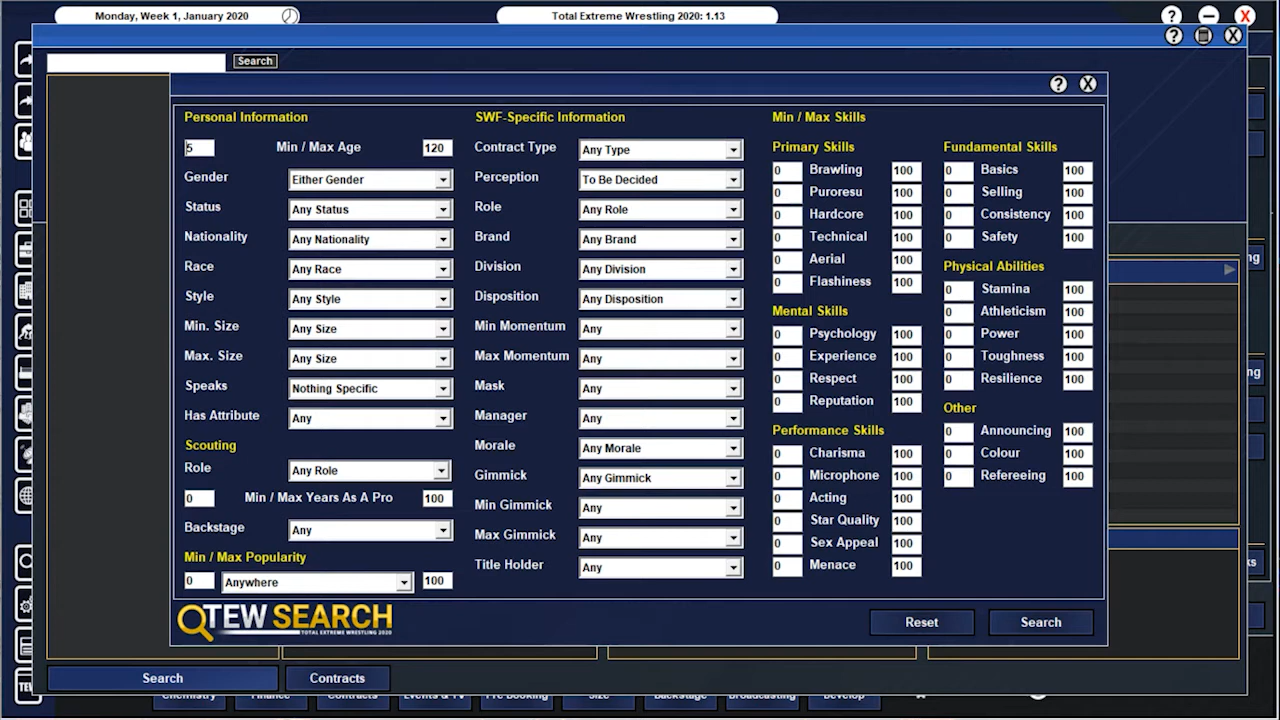 Monday, Week 1, January 2020
Total Extreme Wrestling 2020: 1.13
? X
? X
Search
? X
Personal Information
5 Min / Max Age 120
Gender Either Gender
Status Any Status
Nationality Any Nationality
Race Any Race
Style Any Style
Min. Size Any Size
Max. Size Any Size
Speaks Nothing Specific
Has Attribute Any
Scouting
Role Any Role
0 Min / Max Years As A Pro 100
Backstage Any
Min / Max Popularity
0 Anywhere 100
SWF-Specific Information
Contract Type Any Type
Perception To Be Decided
Role Any Role
Brand Any Brand
Division Any Division
Disposition Any Disposition
Min Momentum Any
Max Momentum Any
Mask Any
Manager Any
Morale Any Morale
Gimmick Any Gimmick
Min Gimmick Any
Max Gimmick Any
Title Holder Any
Min / Max Skills
Primary Skills
0 Brawling 100
0 Puroresu 100
0 Hardcore 100
0 Technical 100
0 Aerial 100
0 Flashiness 100
Mental Skills
0 Psychology 100
0 Experience 100
0 Respect 100
0 Reputation 100
Performance Skills
0 Charisma 100
0 Microphone 100
0 Acting 100
0 Star Quality 100
0 Sex Appeal 100
0 Menace 100
Fundamental Skills
0 Basics 100
0 Selling 100
0 Consistency 100
0 Safety 100
Physical Abilities
0 Stamina 100
0 Athleticism 100
0 Power 100
0 Toughness 100
0 Resilience 100
Other
0 Announcing 100
0 Colour 100
0 Refereeing 100
TEW SEARCH
TOTAL EXTREME WRESTLING 2020
Reset Search
Search Contracts
Chemistry Finance Contracts Events & TV Pre Booking Size Backstage Broadcasting Develop